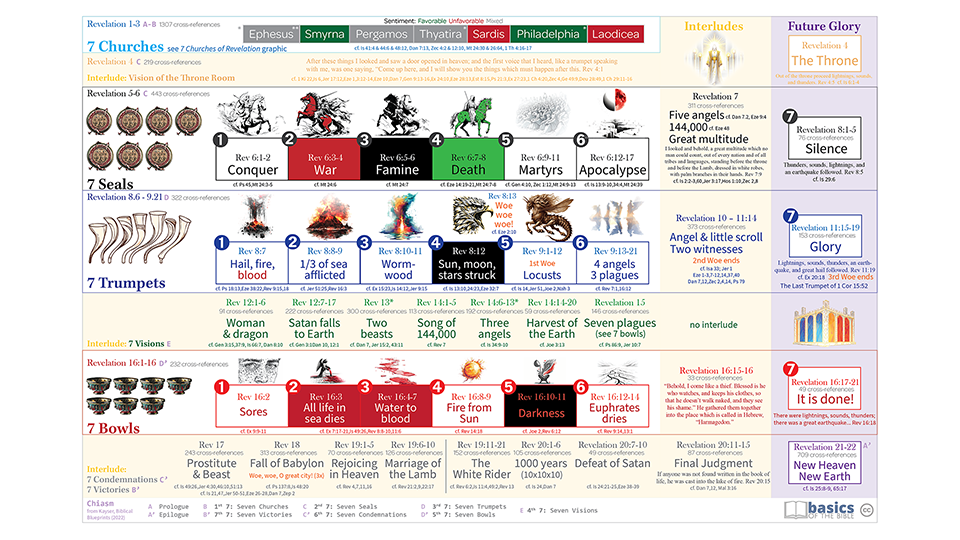 Revelation 1-3 A-B 1307 cross-references
7 Churches see 7 Churches of Revelation graphic
Sentiment: Favorable Unfavorable Mixed
Ephesus Smyrna Pergamos Thyatira Sardis Philadelphia Laodicea
Revelation 4 C 219 cross-references
Interlude: Vision of the Throne Room
After these things I looked and saw a door opened in heaven; and the first voice that I heard, like a trumpet speaking
with me, was one saying, "Come up here, and I will show you the things which must happen after this. Rev 4:1
Interludes
Future Glory
Revelation 4
The Throne
Out of the throne proceed lightnings, sounds,
and thunders.
Revelation 5-6 C 443 cross-references
7 Seals
1 2 3 4 5 6
Rev 6:1-2
Conquer
cf. Ps 45, Mt 24:3-5
Rev 6:3-4
War
cf. Mt 24:6
Rev 6:5-6
Famine
cf. Mt 24:7
Rev 6:7-8
Death
cf. Eze 14:19-21, Mt 24:7-8
Rev 6:9-11
Martyrs
cf. Gen 4:10, Zec 1:12, Mt 24:9-13
Rev 6:12-17
Apocalypse
cf. Is 13:9-10, 34:4, Mt 24:39
Revelation 7
311 cross-references
Five angels cf. Dan 7.2, Eze 9:4
144,000 cf. Eze 48
Great multitude
I looked and behold, a great multitude which no
man could count, out of every nation and of all
tribes and languages, standing before the throne
and before the Lamb, dressed in white robes,
with palm branches in their hands. Rev 7:9
cf. Is 2:2-3,60, Jer 3:17, Hos 1:10, Zec 2,8
7
Revelation 8:1-5
76 cross-references
Silence
Thunders, sounds, lightnings, and
an earthquake followed. Rev 8:5
cf. Is 29.6
Revelation 8.6 - 9.21 D 322 cross-references
7 Trumpets
1 2 3 4 5 6
Rev 8:7
Hail, fire,
blood
cf. Ps 18:13, Eze 38:22, Rev 9:15,18
Rev 8:8-9
1/3 of sea
afflicted
cf. Jer 51:25, Rev 16:3
Rev 8:10-11
Worm-
wood
cf. Ex 15:23, Is 14:12, Jer 9:15
Rev 8:12
Sun, moon,
stars struck
cf. Is 13:10, 24:23, Eze 32:7
Rev 8:13
Woe
woe
woe!
cf. Eze 2:10
Rev 9:1-12
1st Woe
Locusts
cf. Is 14, Jer 51, Joe 2, Nah 3
Rev 9:13-21
4 angels
3 plagues
cf. Rev 7:1, 16:12
Revelation 10 – 11:14
373 cross-references
Angel & little scroll
Two witnesses
2nd Woe ends
cf. Isa 33; Jer 1
Eze 1-3,7-12,14,37,40
Dan 7,12, Zec 2,4,14, Ps 79
7
Revelation 11:15-19
153 cross-references
Glory
Lightnings, sounds, thunders, an earth-
quake, and great hail followed. Rev 11:19
cf. Ex 20:18 3rd Woe ends
The Last Trumpet of 1 Cor 15:52
Interlude: 7 Visions E
Rev 12:1-6
91 cross-references
Woman
& dragon
cf. Gen 3:15,37:9, Is 66:7, Dan 8:10
Rev 12:7-17
222 cross-references
Satan falls
to Earth
cf. Gen 3:1 Dan 10, 12:1
Rev 13*
300 cross-references
Two
beasts
cf. Dan 7, Jer 15:2, 43:11
Rev 14:1-5
113 cross-references
Song of
144,000
cf. Rev 7
Rev 14:6-13*
192 cross-references
Three
angels
cf. Is 34:9-10
Rev 14:14-20
59 cross-references
Harvest of
the Earth
cf. Joe 3:13
Revelation 15
146 cross-references
Seven plagues
(see 7 bowls)
cf. Ps 86:9, Jer 10:7
no interlude
Revelation 16:1-16 D' 232 cross-references
7 Bowls
1 2 3 4 5 6
Rev 16:2
Sores
cf. Ex 9:9-11
Rev 16:3
All life in
sea dies
cf. Ex 7:17-21, Is 49:26, Rev 8:8-10, 11:6
Rev 16:4-7
Water to
blood
Rev 16:8-9
Fire from
Sun
cf. Rev 14:18
Rev 16:10-11
Darkness
cf. Joe 2, Rev 8:12
Rev 16:12-14
Euphrates
dries
cf. Rev 9:14, 13:1
Revelation 16:15-16
33 cross-references
"Behold, I come like a thief. Blessed is he
who watches, and keeps his clothes, so
that he doesn't walk naked, and they see
his shame." He gathered them together
into the place which is called in Hebrew,
"Harmagedon."
7
Revelation 16:17-21
49 cross-references
It is done!
There were lightnings, sounds, thunders;
there was a great earthquake... Rev 16:18
Interlude:
7 Condemnations C'
7 Victories B'
Rev 17
243 cross-references
Prostitute
& Beast
cf. Is 49:26, Jer 4:30, 46:10, 51:13
cf. Is 21,47, Jer 50-51, Eze 26-28, Dan 7, Zep 2
Rev 18
313 cross-references
Fall of Babylon
Woe, woe, O great city! (3x)
cf. Ps 137:8, Is 48:20
Rev 19:1-5
70 cross-references
Rejoicing
in Heaven
cf. Rev 4,7,11,16
Rev 19:6-10
126 cross-references
Marriage of
the Lamb
cf. Rev 21:2,9, 22:17
Rev 19:11-21
152 cross-references
The
White Rider
cf. Rev 6:2, Is 11:4, 49:2, Rev 13
Rev 20:1-6
105 cross-references
1000 years
(10x10x10)
cf. Is 24, Dan 7
Revelation 20:7-10
49 cross-references
Defeat of Satan
cf. Is 24:21-25, Eze 38-39
Revelation 20:11-15
87 cross-references
Final Judgment
If anyone was not found written in the book of
life, he was cast into the lake of fire. Rev 20:15
cf. Dan 7,12, Mal 3:16
Revelation 21-22 A'
709 cross-references
New Heaven
New Earth
cf. Is 25:8-9, 65:17
Chiasm
from Kayser, Biblical
Blueprints (2022)
A Prologue B 1st 7: Seven Churches C 2nd 7: Seven Seals D 3rd 7: Seven Trumpets E 4th 7: Seven Visions
A' Epilogue B' 7th 7: Seven Victories C' 6th 7: Seven Condemnations D' 5th 7: Seven Bowls
basics
OF THE BIBLE
cc